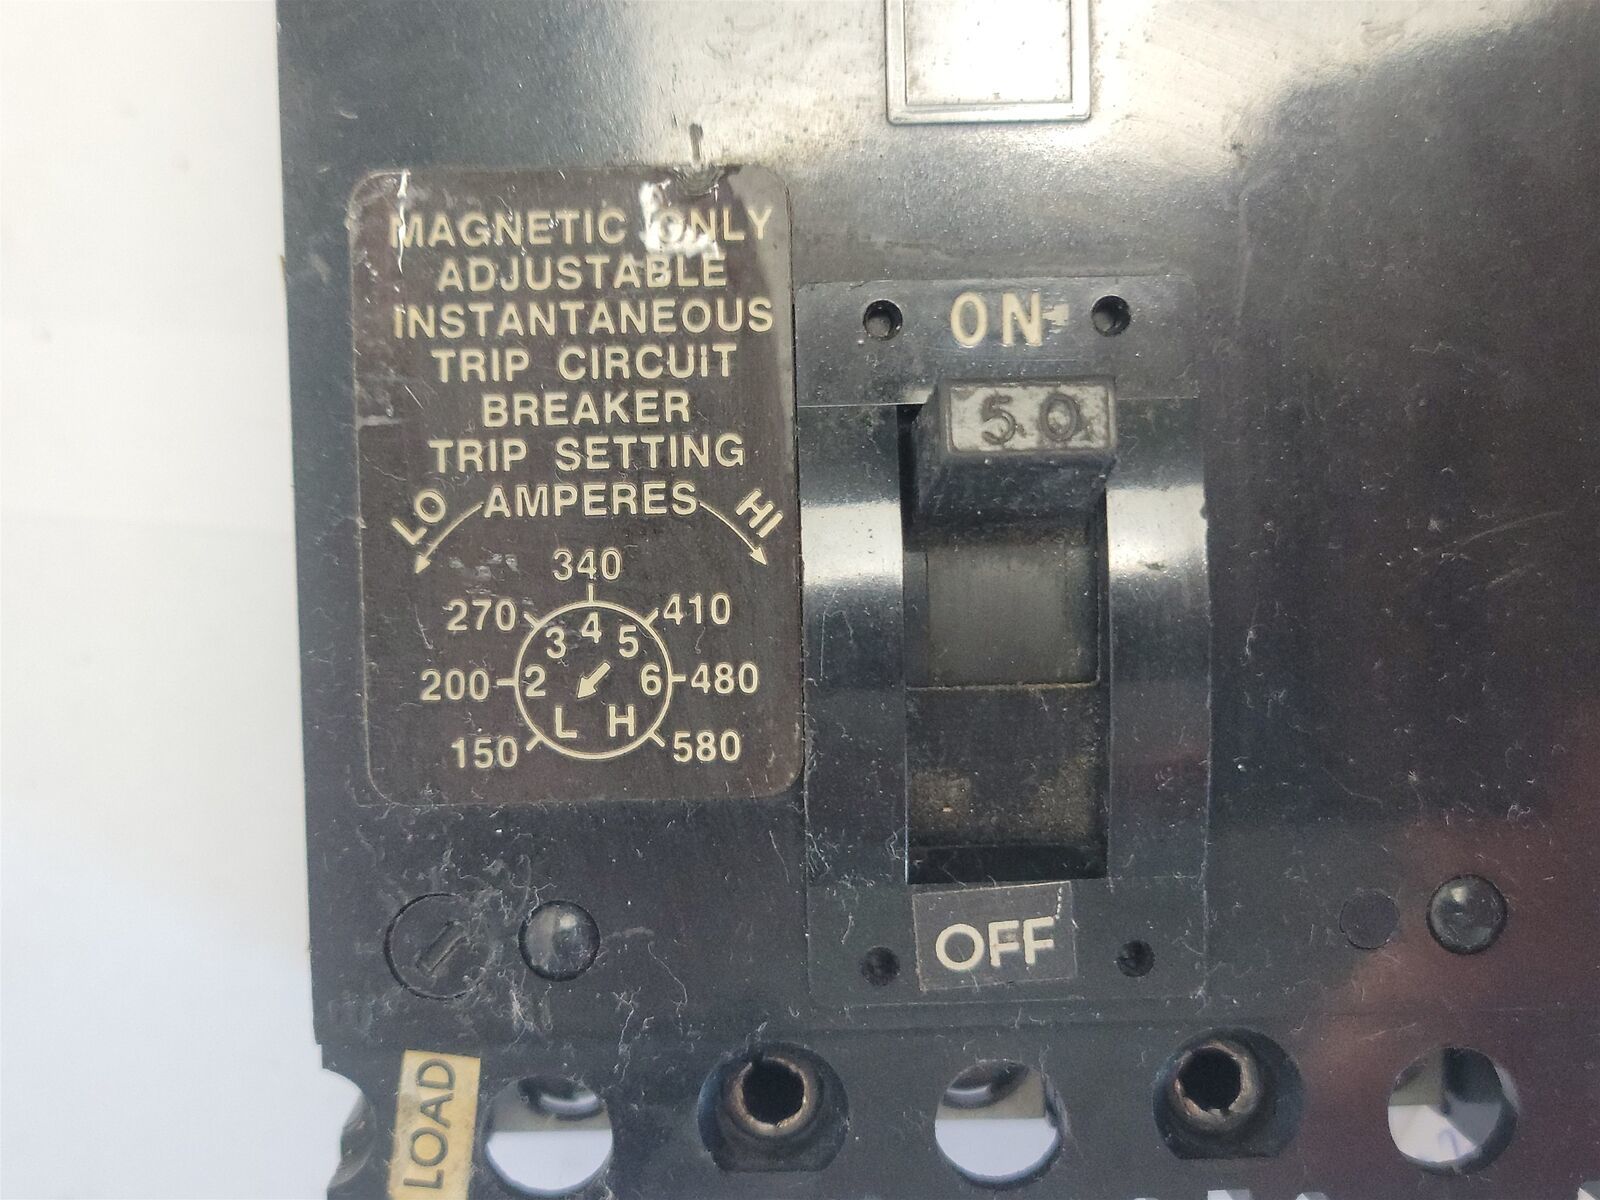 MAGNETIC ONLY
ADJUSTABLE
INSTANTANEOUS
TRIP CIRCUIT
BREAKER
TRIP SETTING
LO AMPERES HI
340
270 410
3 4 5
200 2 6 480
L H
150 580
ON
50
OFF
LOAD